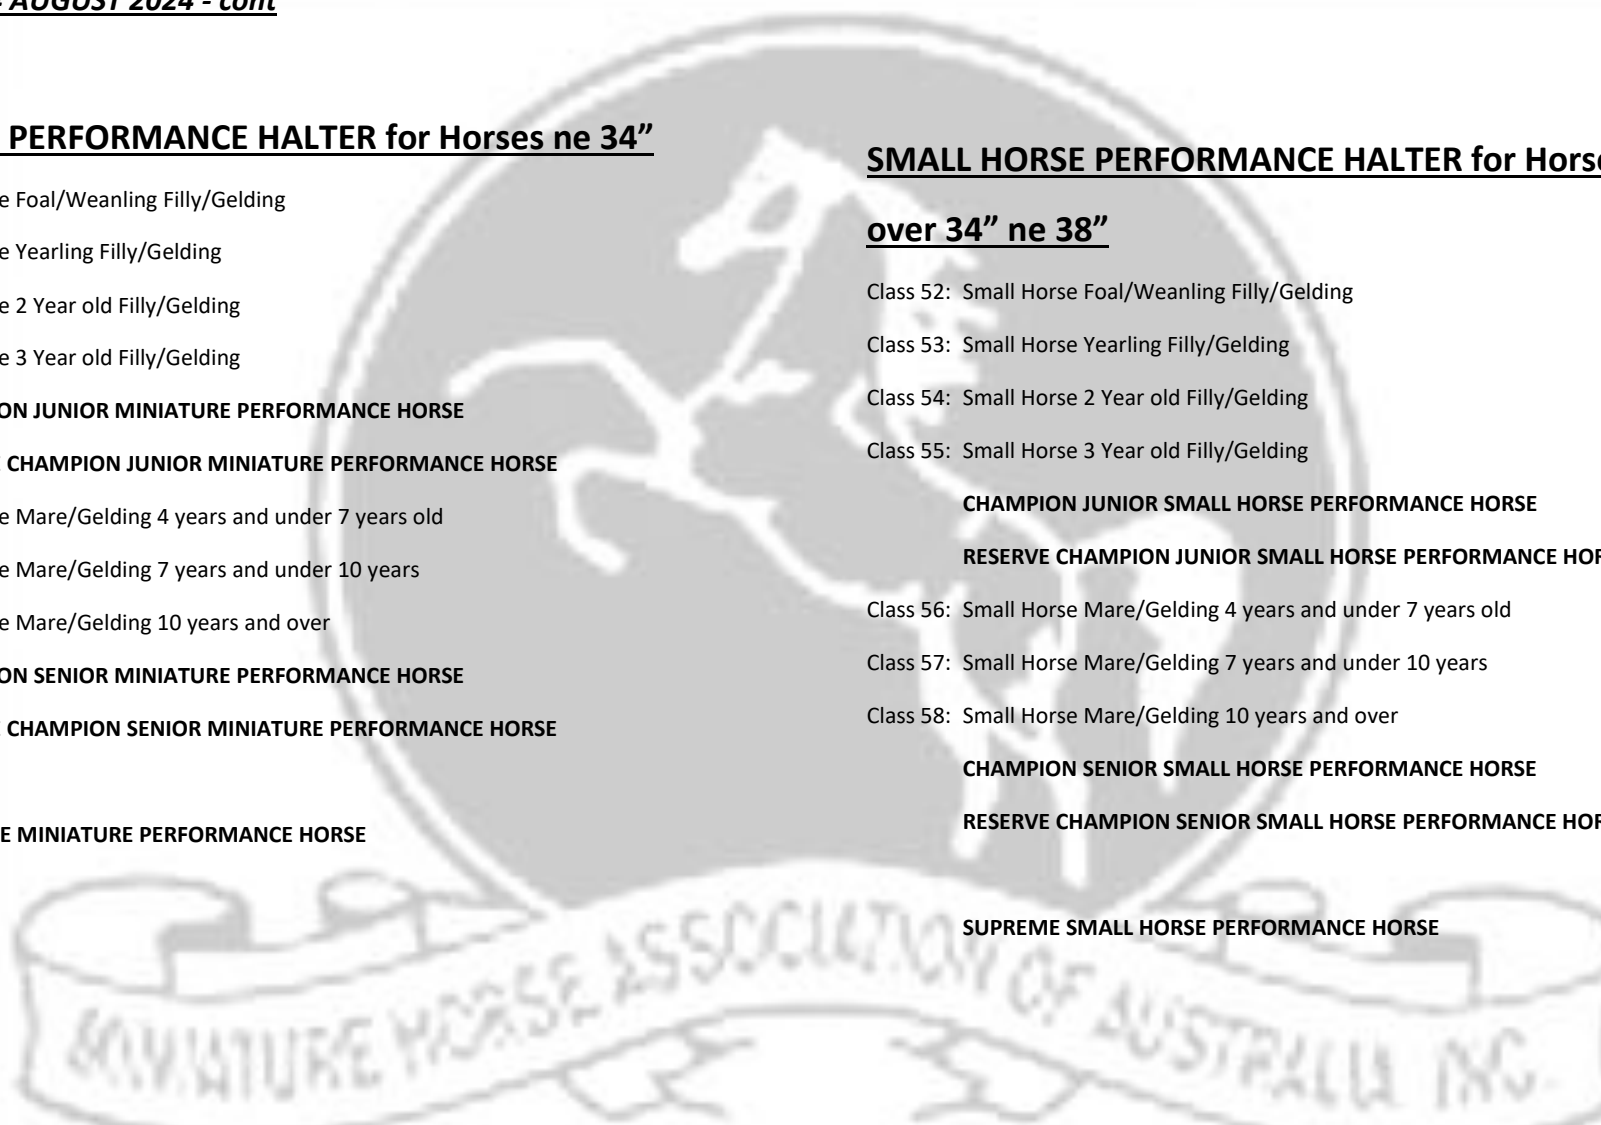 AUGUST 2024 - cont
PERFORMANCE HALTER for Horses ne 34”
e Foal/Weanling Filly/Gelding
e Yearling Filly/Gelding
e 2 Year old Filly/Gelding
e 3 Year old Filly/Gelding
ON JUNIOR MINIATURE PERFORMANCE HORSE
CHAMPION JUNIOR MINIATURE PERFORMANCE HORSE
e Mare/Gelding 4 years and under 7 years old
e Mare/Gelding 7 years and under 10 years
e Mare/Gelding 10 years and over
ON SENIOR MINIATURE PERFORMANCE HORSE
CHAMPION SENIOR MINIATURE PERFORMANCE HORSE
E MINIATURE PERFORMANCE HORSE
SMALL HORSE PERFORMANCE HALTER for Horse
over 34” ne 38”
Class 52: Small Horse Foal/Weanling Filly/Gelding
Class 53: Small Horse Yearling Filly/Gelding
Class 54: Small Horse 2 Year old Filly/Gelding
Class 55: Small Horse 3 Year old Filly/Gelding
CHAMPION JUNIOR SMALL HORSE PERFORMANCE HORSE
RESERVE CHAMPION JUNIOR SMALL HORSE PERFORMANCE HOR
Class 56: Small Horse Mare/Gelding 4 years and under 7 years old
Class 57: Small Horse Mare/Gelding 7 years and under 10 years
Class 58: Small Horse Mare/Gelding 10 years and over
CHAMPION SENIOR SMALL HORSE PERFORMANCE HORSE
RESERVE CHAMPION SENIOR SMALL HORSE PERFORMANCE HOR
SUPREME SMALL HORSE PERFORMANCE HORSE
MINIATURE HORSE ASSOCIATION OF AUSTRALIA INC